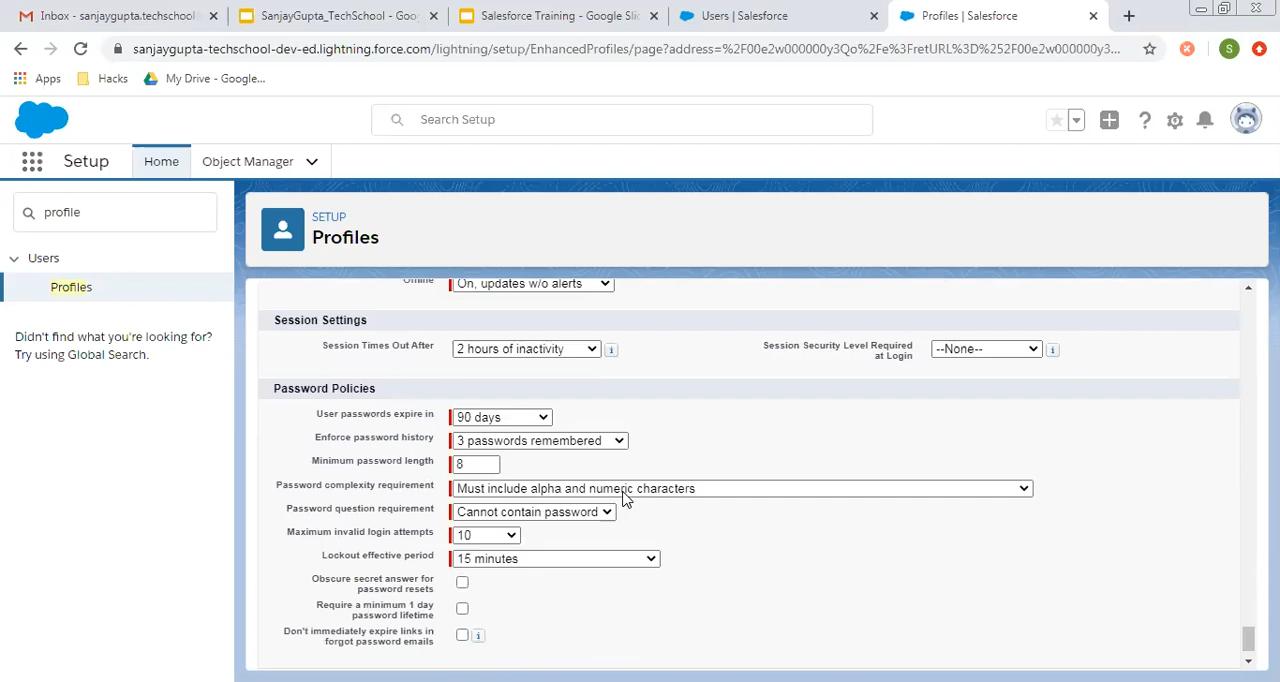 Inbox - sanjaygupta.techschool
SanjayGupta_TechSchool - Goo
Salesforce Training - Google Slid
Users | Salesforce
Profiles | Salesforce
sanjaygupta-techschool-dev-ed.lightning.force.com/lightning/setup/EnhancedProfiles/page?address=%2F00e2w000000y3Qo%2Fe%3FretURL%3D%252F00e2w000000y3...
S
Apps
Hacks
My Drive - Google...
Search Setup
Setup
Home
Object Manager
profile
Users
Profiles
Didn't find what you're looking for?
Try using Global Search.
SETUP
Profiles
Offline
On, updates w/o alerts
Session Settings
Session Times Out After
2 hours of inactivity
Session Security Level Required
at Login
--None--
Password Policies
User passwords expire in
90 days
Enforce password history
3 passwords remembered
Minimum password length
8
Password complexity requirement
Must include alpha and numeric characters
Password question requirement
Cannot contain password
Maximum invalid login attempts
10
Lockout effective period
15 minutes
Obscure secret answer for
password resets
Require a minimum 1 day
password lifetime
Don't immediately expire links in
forgot password emails